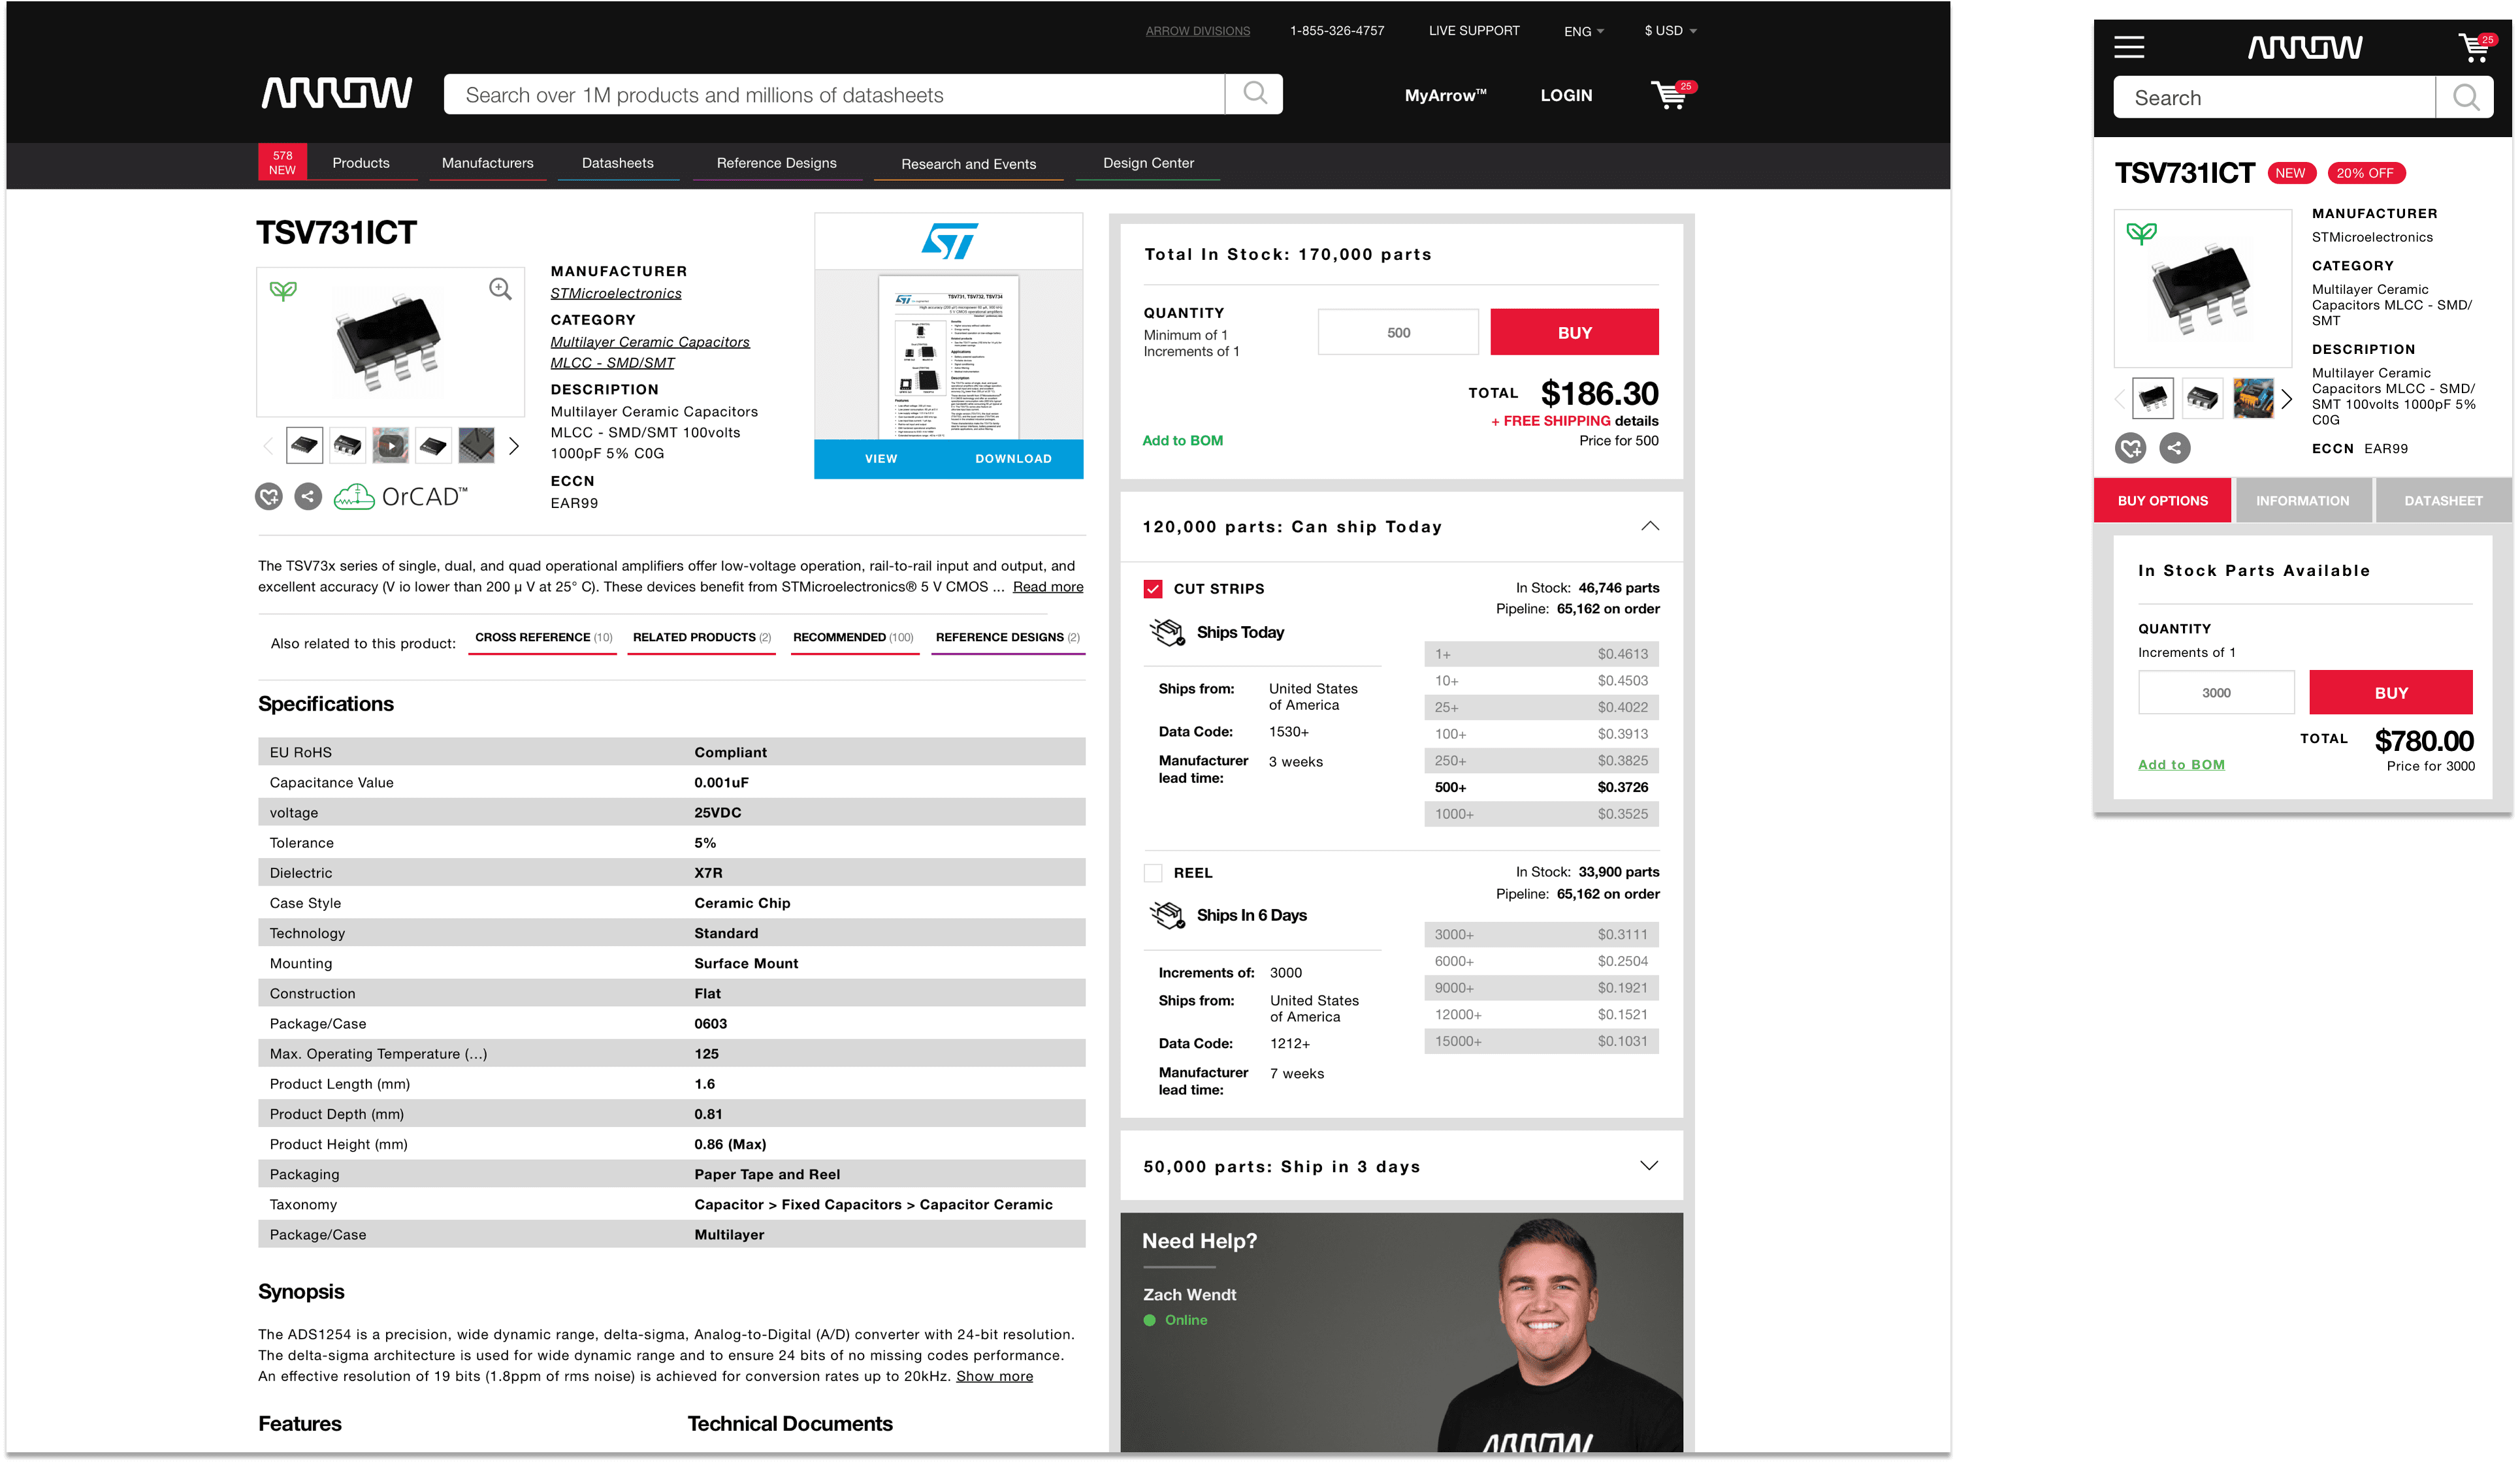 ARROW DIVISIONS
1-855-326-4757
LIVE SUPPORT
ENG
$ USD
ARROW
Search over 1M products and millions of datasheets
MyArrow™
LOGIN
25
578
NEW
Products
Manufacturers
Datasheets
Reference Designs
Research and Events
Design Center
TSV731ICT
MANUFACTURER
STMicroelectronics
CATEGORY
Multilayer Ceramic Capacitors
MLCC - SMD/SMT
DESCRIPTION
Multilayer Ceramic Capacitors
MLCC - SMD/SMT 100volts
1000pF 5% C0G
ECCN
EAR99
OrCAD™
ST
TSV731, TSV732, TSV734
VIEW
DOWNLOAD
The TSV73x series of single, dual, and quad operational amplifiers offer low-voltage operation, rail-to-rail input and output, and
excellent accuracy (V io lower than 200 μ V at 25° C). These devices benefit from STMicroelectronics® 5 V CMOS ... Read more
Also related to this product:
CROSS REFERENCE (10)
RELATED PRODUCTS (2)
RECOMMENDED (100)
REFERENCE DESIGNS (2)
Specifications
EU RoHS Compliant
Capacitance Value 0.001uF
voltage 25VDC
Tolerance 5%
Dielectric X7R
Case Style Ceramic Chip
Technology Standard
Mounting Surface Mount
Construction Flat
Package/Case 0603
Max. Operating Temperature (...) 125
Product Length (mm) 1.6
Product Depth (mm) 0.81
Product Height (mm) 0.86 (Max)
Packaging Paper Tape and Reel
Taxonomy Capacitor > Fixed Capacitors > Capacitor Ceramic
Package/Case Multilayer
Synopsis
The ADS1254 is a precision, wide dynamic range, delta-sigma, Analog-to-Digital (A/D) converter with 24-bit resolution.
The delta-sigma architecture is used for wide dynamic range and to ensure 24 bits of no missing codes performance.
An effective resolution of 19 bits (1.8ppm of rms noise) is achieved for conversion rates up to 20kHz. Show more
Features
Technical Documents
Total In Stock: 170,000 parts
QUANTITY
Minimum of 1
Increments of 1
500
BUY
TOTAL $186.30
+ FREE SHIPPING details
Add to BOM
Price for 500
120,000 parts: Can ship Today
CUT STRIPS
In Stock: 46,746 parts
Pipeline: 65,162 on order
Ships Today
Ships from: United States
of America
Data Code: 1530+
Manufacturer
lead time:
3 weeks
1+ $0.4613
10+ $0.4503
25+ $0.4022
100+ $0.3913
250+ $0.3825
500+ $0.3726
1000+ $0.3525
REEL
In Stock: 33,900 parts
Pipeline: 65,162 on order
Ships In 6 Days
Increments of: 3000
Ships from: United States
of America
Data Code: 1212+
Manufacturer
lead time:
7 weeks
3000+ $0.3111
6000+ $0.2504
9000+ $0.1921
12000+ $0.1521
15000+ $0.1031
50,000 parts: Ship in 3 days
Need Help?
Zach Wendt
Online
ARROW
ARROW
25
Search
TSV731ICT
NEW
20% OFF
MANUFACTURER
STMicroelectronics
CATEGORY
Multilayer Ceramic
Capacitors MLCC - SMD/
SMT
DESCRIPTION
Multilayer Ceramic
Capacitors MLCC - SMD/
SMT 100volts 1000pF 5%
C0G
ECCN EAR99
BUY OPTIONS
INFORMATION
DATASHEET
In Stock Parts Available
QUANTITY
Increments of 1
3000
BUY
TOTAL $780.00
Add to BOM
Price for 3000